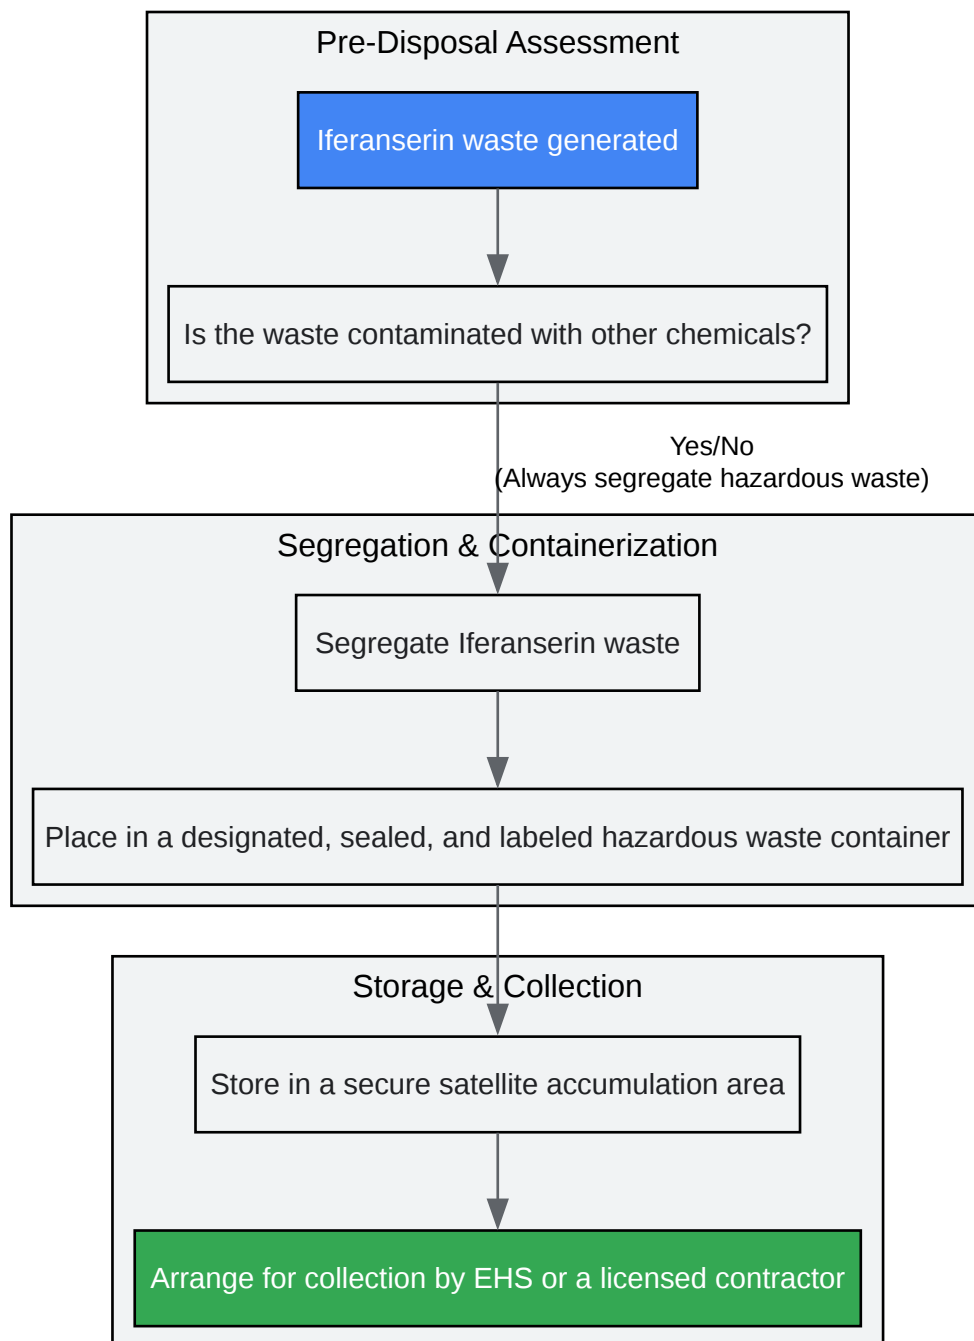 Pre-Disposal Assessment
Iferanserin waste generated
Is the waste contaminated with other chemicals?
Yes/No
(Always segregate hazardous waste)
Segregation & Containerization
Segregate Iferanserin waste
Place in a designated, sealed, and labeled hazardous waste container
Storage & Collection
Store in a secure satellite accumulation area
Arrange for collection by EHS or a licensed contractor